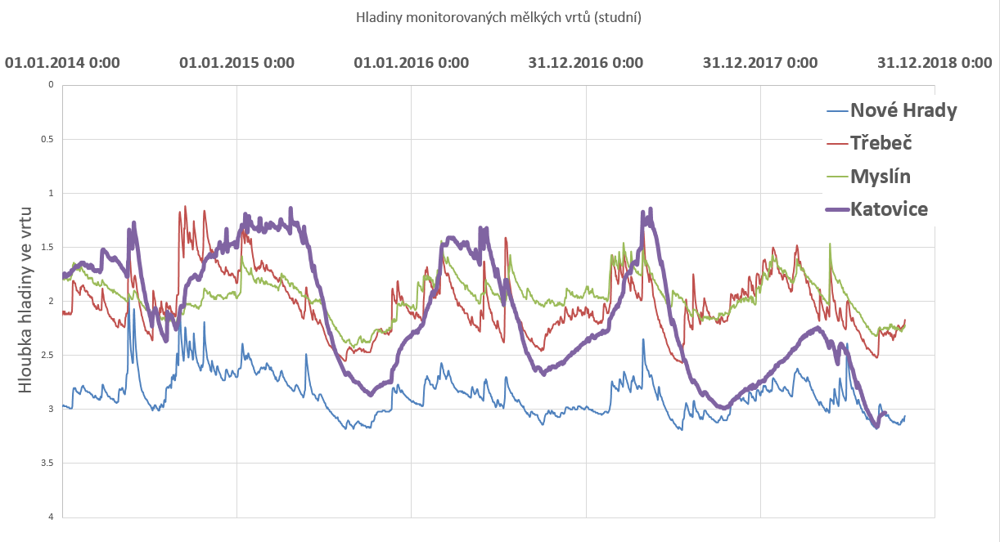 Hladiny monitorovaných mělkých vrtů (studní)
01.01.2014 0:00 01.01.2015 0:00 01.01.2016 0:00 31.12.2016 0:00 31.12.2017 0:00 31.12.2018 0:00
Hloubka hladiny ve vrtu
0
0.5
1
1.5
2
2.5
3
3.5
4
Nové Hrady
Třebeč
Myslín
Katovice